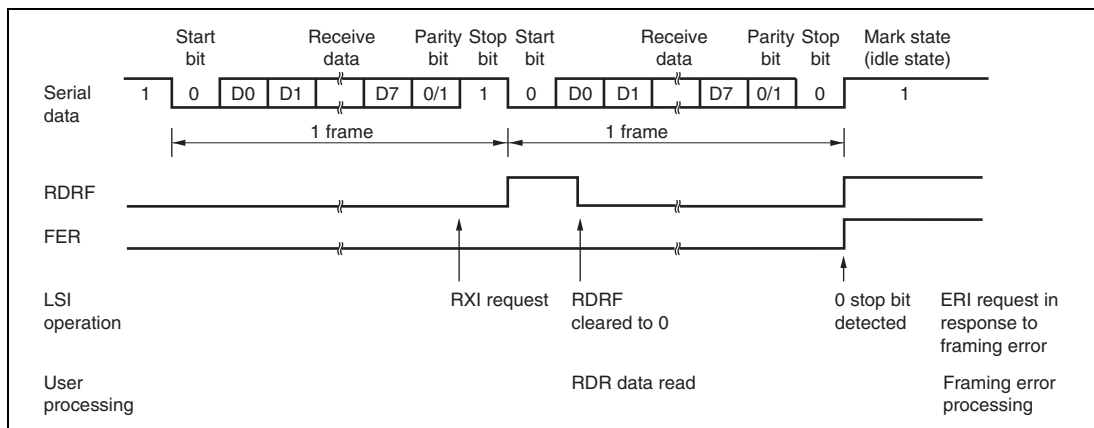 Start bit Receive data Parity bit Stop bit Start bit Receive data Parity bit Stop bit Mark state (idle state)
Serial data 1 0 D0 D1 D7 0/1 1 0 D0 D1 D7 0/1 0 1
1 frame 1 frame
RDRF
FER
LSI operation RXI request RDRF cleared to 0 0 stop bit detected ERI request in response to framing error
User processing RDR data read Framing error processing